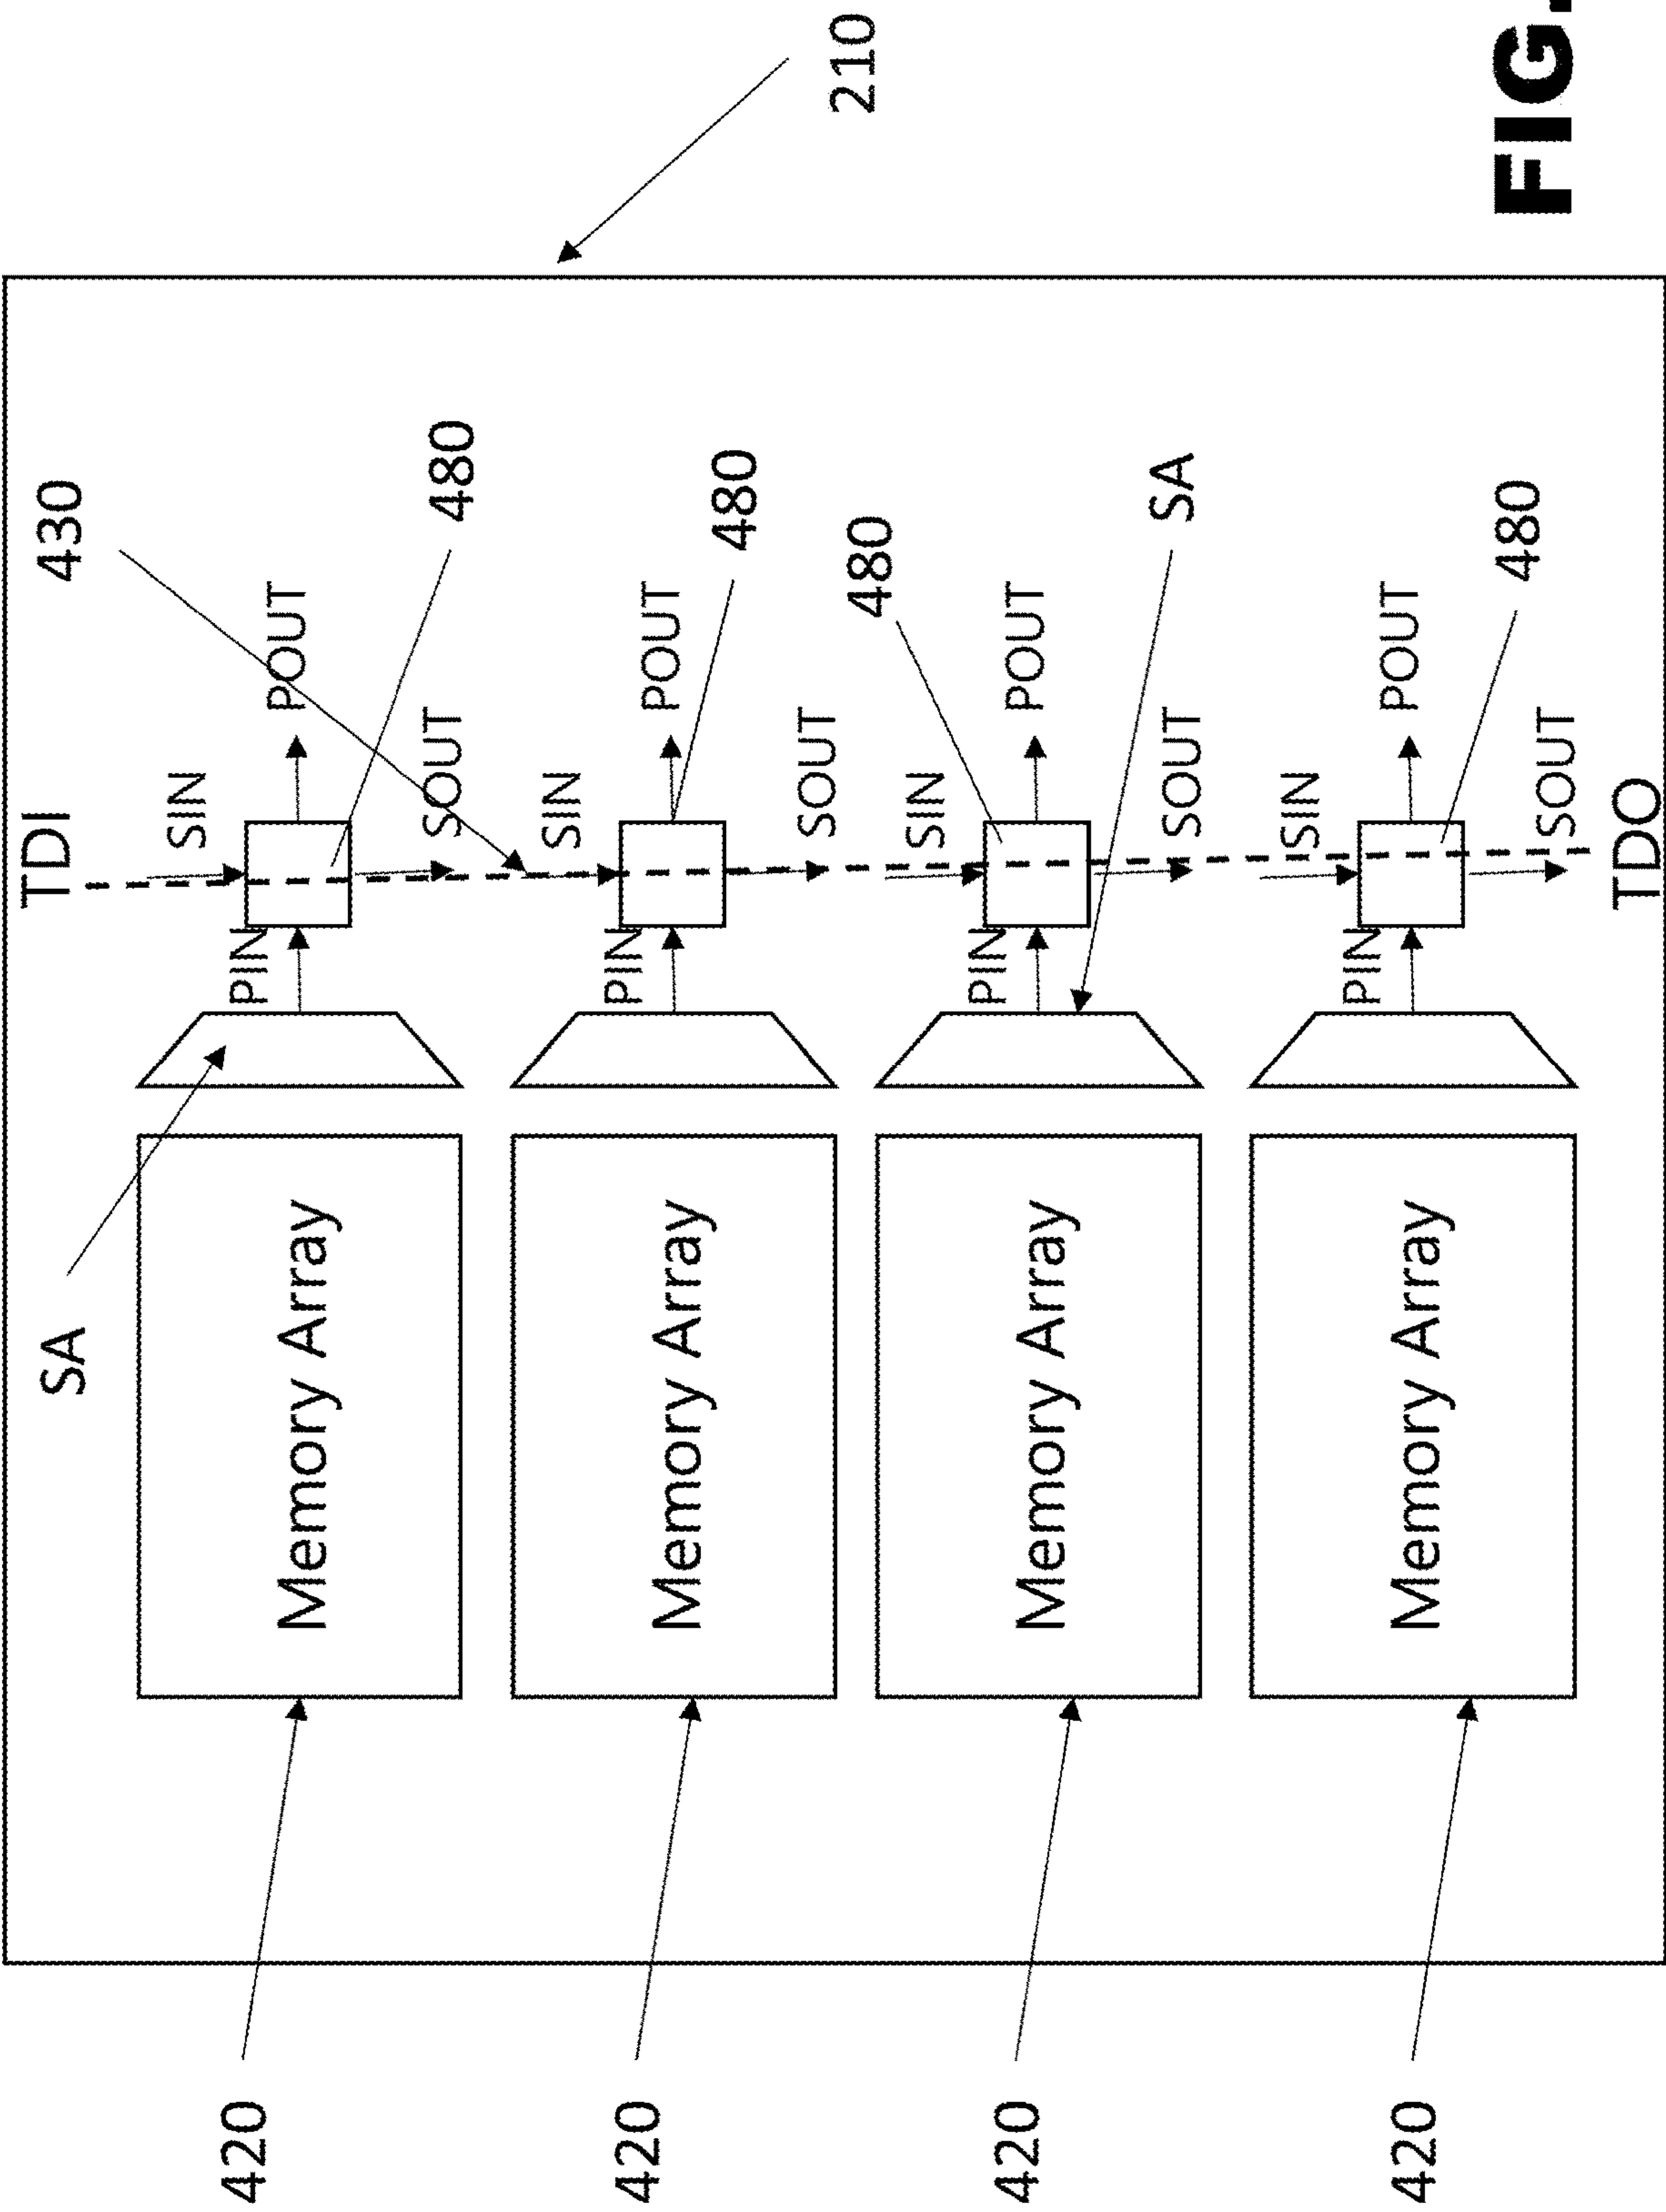 SA
TDI
430
SIN
420
Memory Array
PIN
POUT
SOUT
480
SIN
420
Memory Array
PIN
POUT
480
SOUT
480
210
SIN
420
Memory Array
PIN
POUT
SOUT
SA
SIN
420
Memory Array
PIN
POUT
480
SOUT
TDO
FIG.